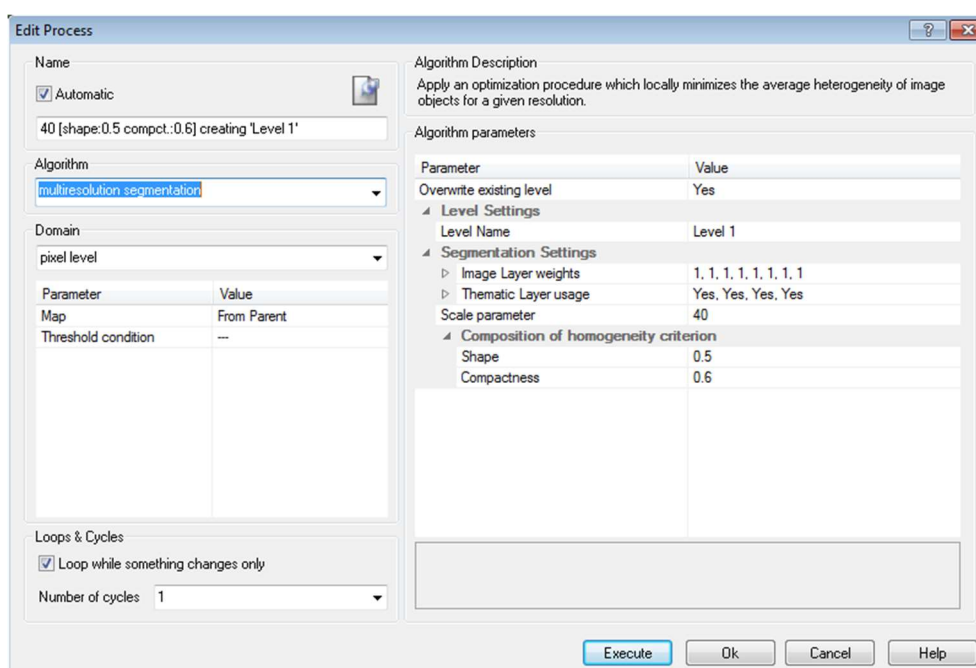 Edit Process
Name
Automatic
40 [shape:0.5 compct.:0.6] creating 'Level 1'
Algorithm
multiresolution segmentation
Domain
pixel level
Parameter Value
Map From Parent
Threshold condition ---
Loops & Cycles
Loop while something changes only
Number of cycles 1
Algorithm Description
Apply an optimization procedure which locally minimizes the average heterogeneity of image
objects for a given resolution.
Algorithm parameters
Parameter Value
Overwrite existing level Yes
Level Settings
Level Name Level 1
Segmentation Settings
Image Layer weights 1, 1, 1, 1, 1, 1, 1, 1
Thematic Layer usage Yes, Yes, Yes, Yes
Scale parameter 40
Composition of homogeneity criterion
Shape 0.5
Compactness 0.6
Execute Ok Cancel Help